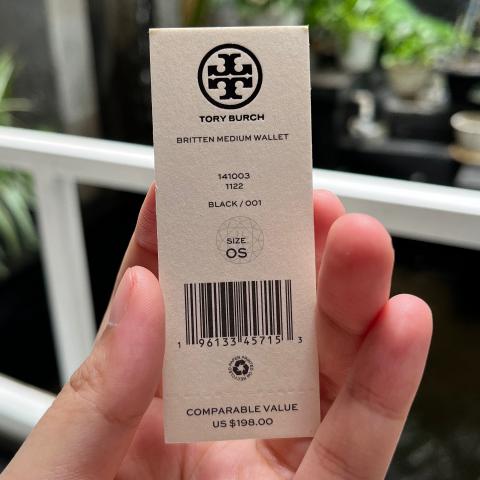 TORY BURCH
BRITTEN MEDIUM WALLET
141003
1122
BLACK / 001
SIZE
OS
1 96133 45715 3
COMPARABLE VALUE
US $198.00